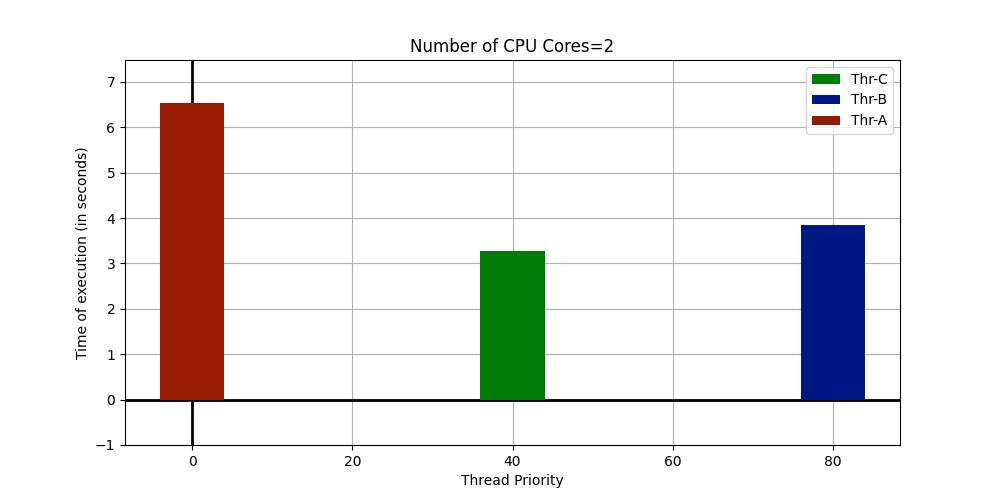 Number of CPU Cores=2
Thr-C
Thr-B
Thr-A
Time of execution (in seconds)
7
6
5
4
3
2
1
0
−1
0 20 40 60 80
Thread Priority